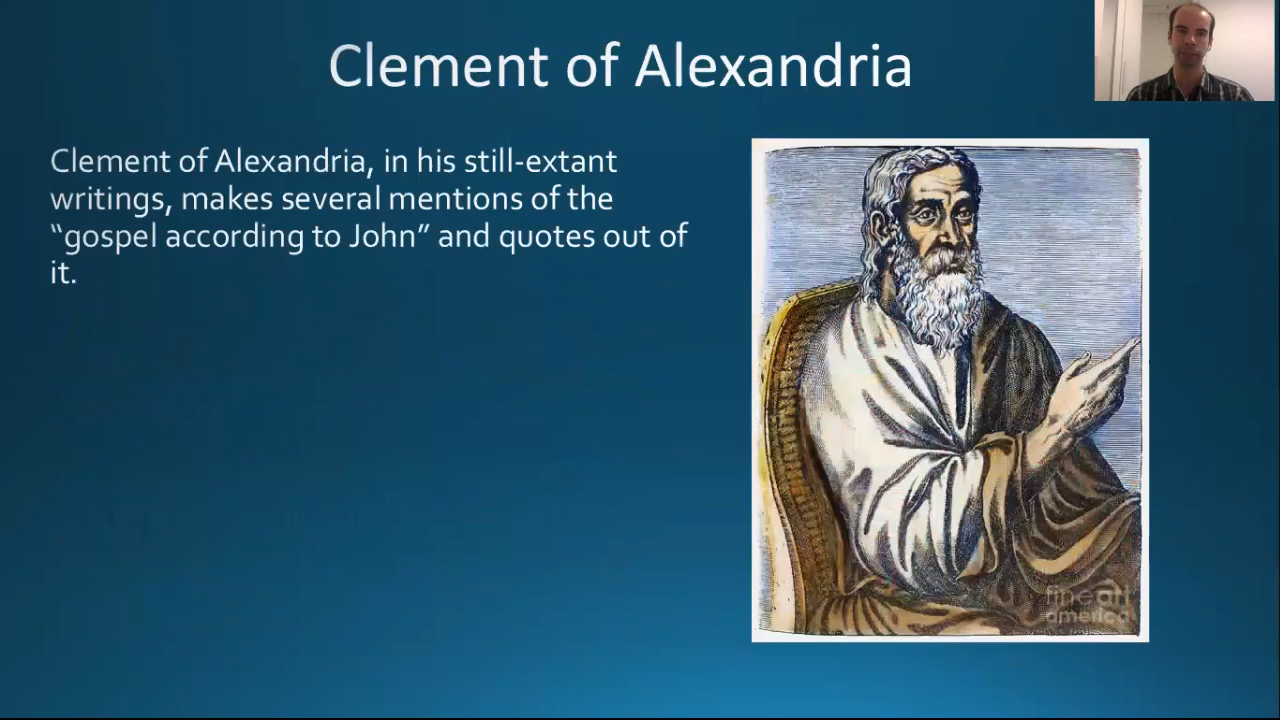 Clement of Alexandria
Clement of Alexandria, in his still-extant
writings, makes several mentions of the
“gospel according to John” and quotes out of
it.
fine art
america